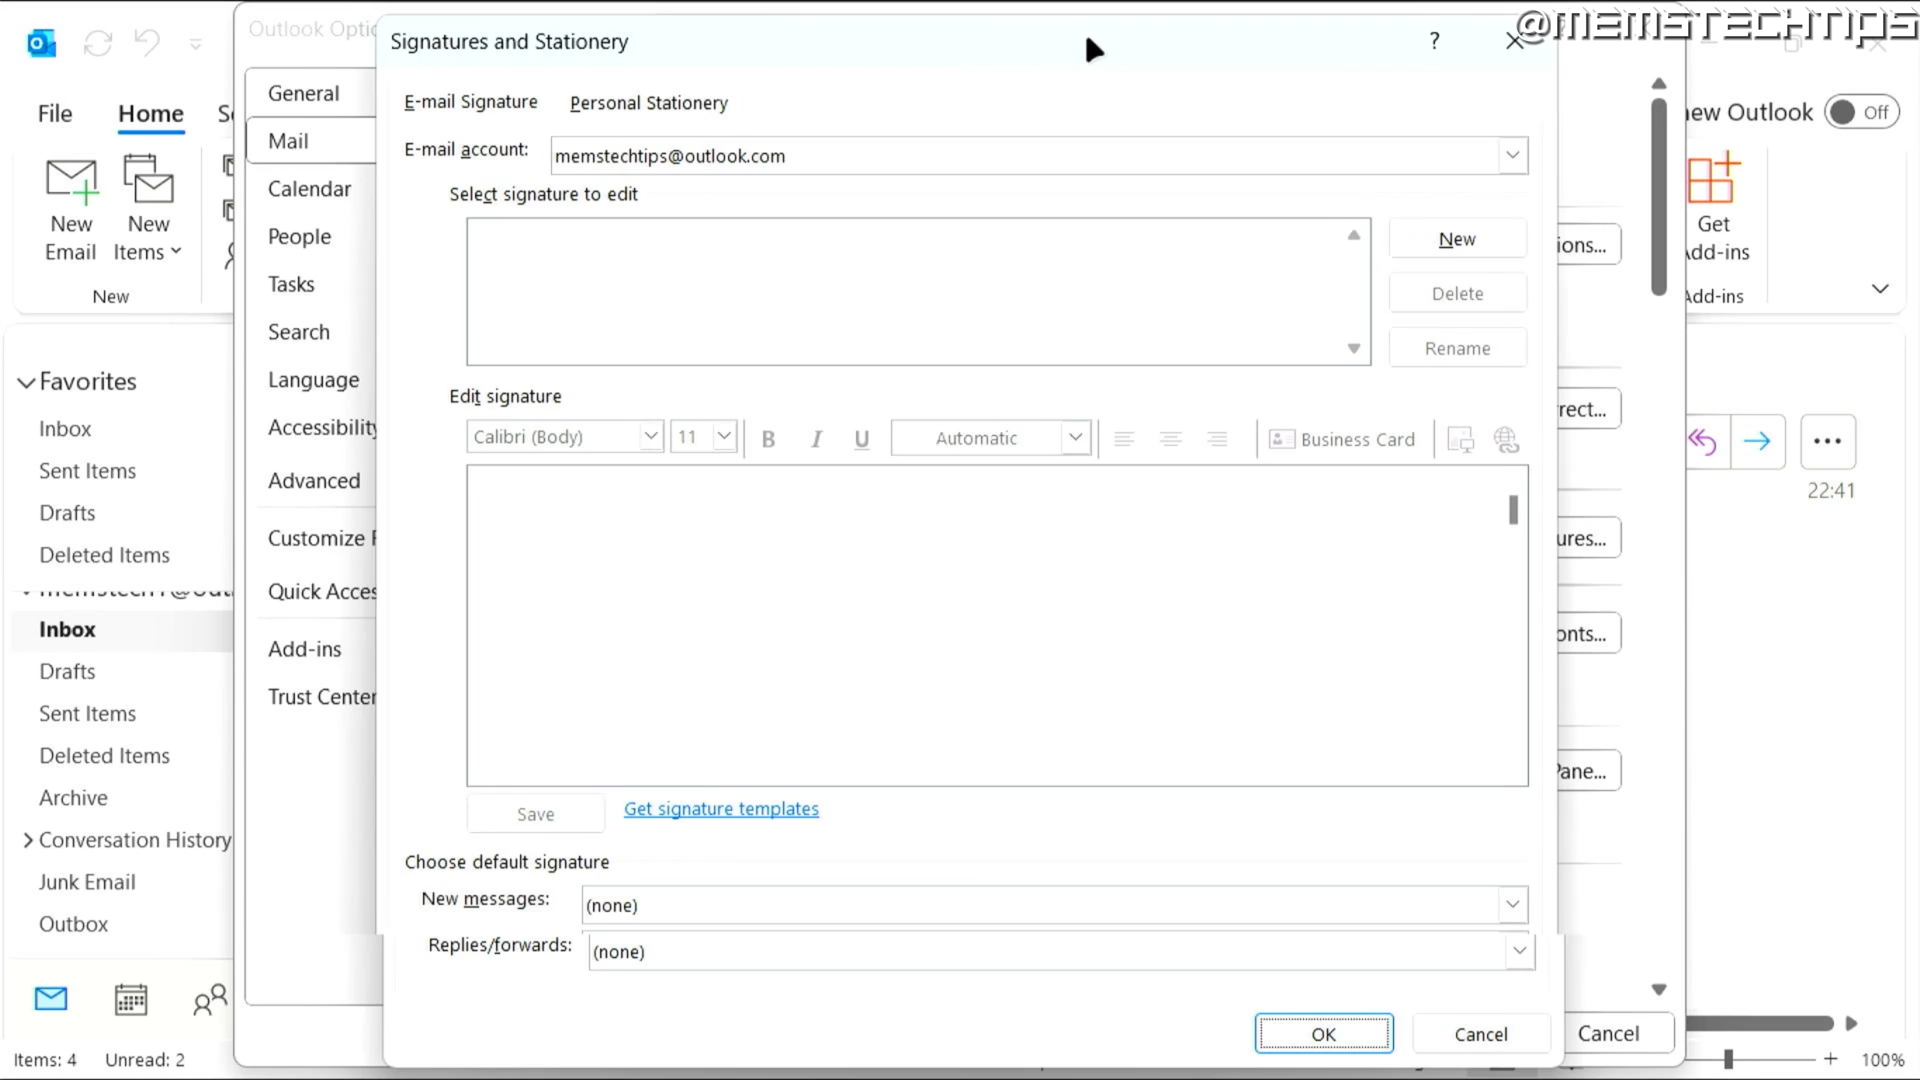 @memstechtips
Outlook Optio
Signatures and Stationery
?
File
Home
New Email
New Items
New
new Outlook
Off
Get Add-ins
Add-ins
General
Mail
Calendar
People
Tasks
Search
Language
Accessibility
Advanced
Customize
Quick Acces
Add-ins
Trust Center
E-mail Signature
Personal Stationery
E-mail account:
memstechtips@outlook.com
Select signature to edit
New
Delete
Rename
Edit signature
Calibri (Body)
11
B
I
U
Automatic
Business Card
Save
Get signature templates
Choose default signature
New messages:
(none)
Replies/forwards:
(none)
OK
Cancel
Cancel
ions...
rrect...
ures...
onts...
Pane...
22:41
Favorites
Inbox
Sent Items
Drafts
Deleted Items
Inbox
Drafts
Sent Items
Deleted Items
Archive
Conversation History
Junk Email
Outbox
Items: 4
Unread: 2
100%